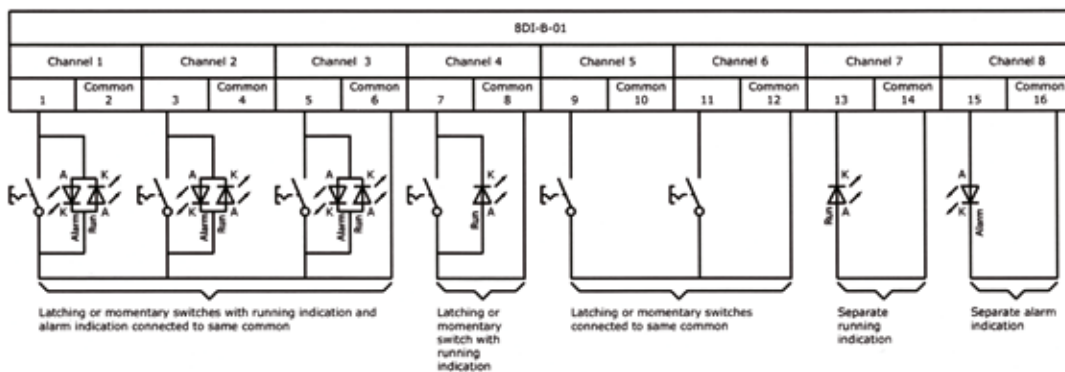 8DI-B-01
Channel 1 Channel 2 Channel 3 Channel 4 Channel 5 Channel 6 Channel 7 Channel 8
Common Common Common Common Common Common Common Common
1 2 3 4 5 6 7 8 9 10 11 12 13 14 15 16
A K A K A K K K A
K A K A K A A A K
Alarm Run Alarm Run Alarm Run Run Run Alarm
Latching or momentary switches with running indication and
alarm indication connected to same common
Latching or
momentary
switch with
running
indication
Latching or momentary switches
connected to same common
Separate
running
indication
Separate alarm
indication